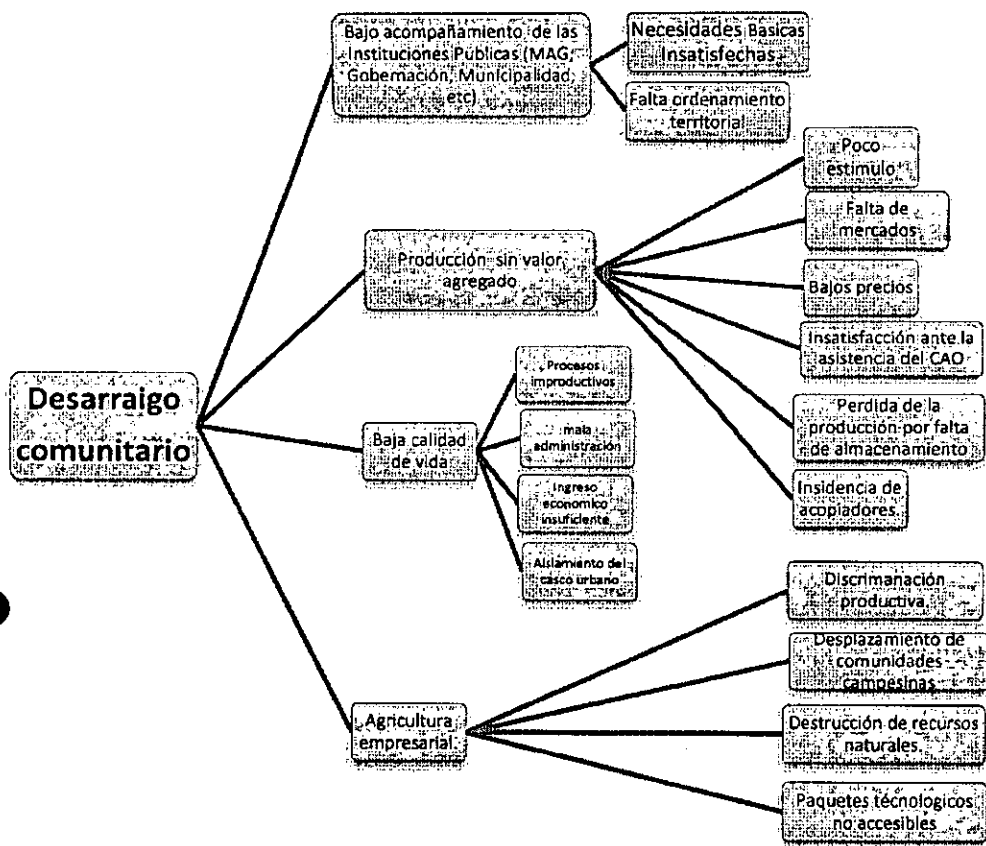 Desarraigo
comunitario
Bajo acompañamiento de las
Instituciones Públicas (MAG,
Gobernación, Municipalidad,
etc)
Necesidades Básicas
Insatisfechas
Falta ordenamiento
territorial
Producción sin valor
agregado
Poco
estimulo
Falta de
mercados
Bajos precios
Insatisfacción ante la
asistencia del CAO
Perdida de la
producción por falta
de almacenamiento
Insidencia de
acopiadores.
Baja calidad
de vida
Procesos
improductivos
mala
administración
Ingreso
economico
insuficiente
Aislamiento del
casco urbano
Agricultura
empresarial.
Discrimanación
productiva.
Desplazamiento de
comunidades
campesinas
Destrucción de recursos
naturales.
Paquetes técnologicos
no accesibles